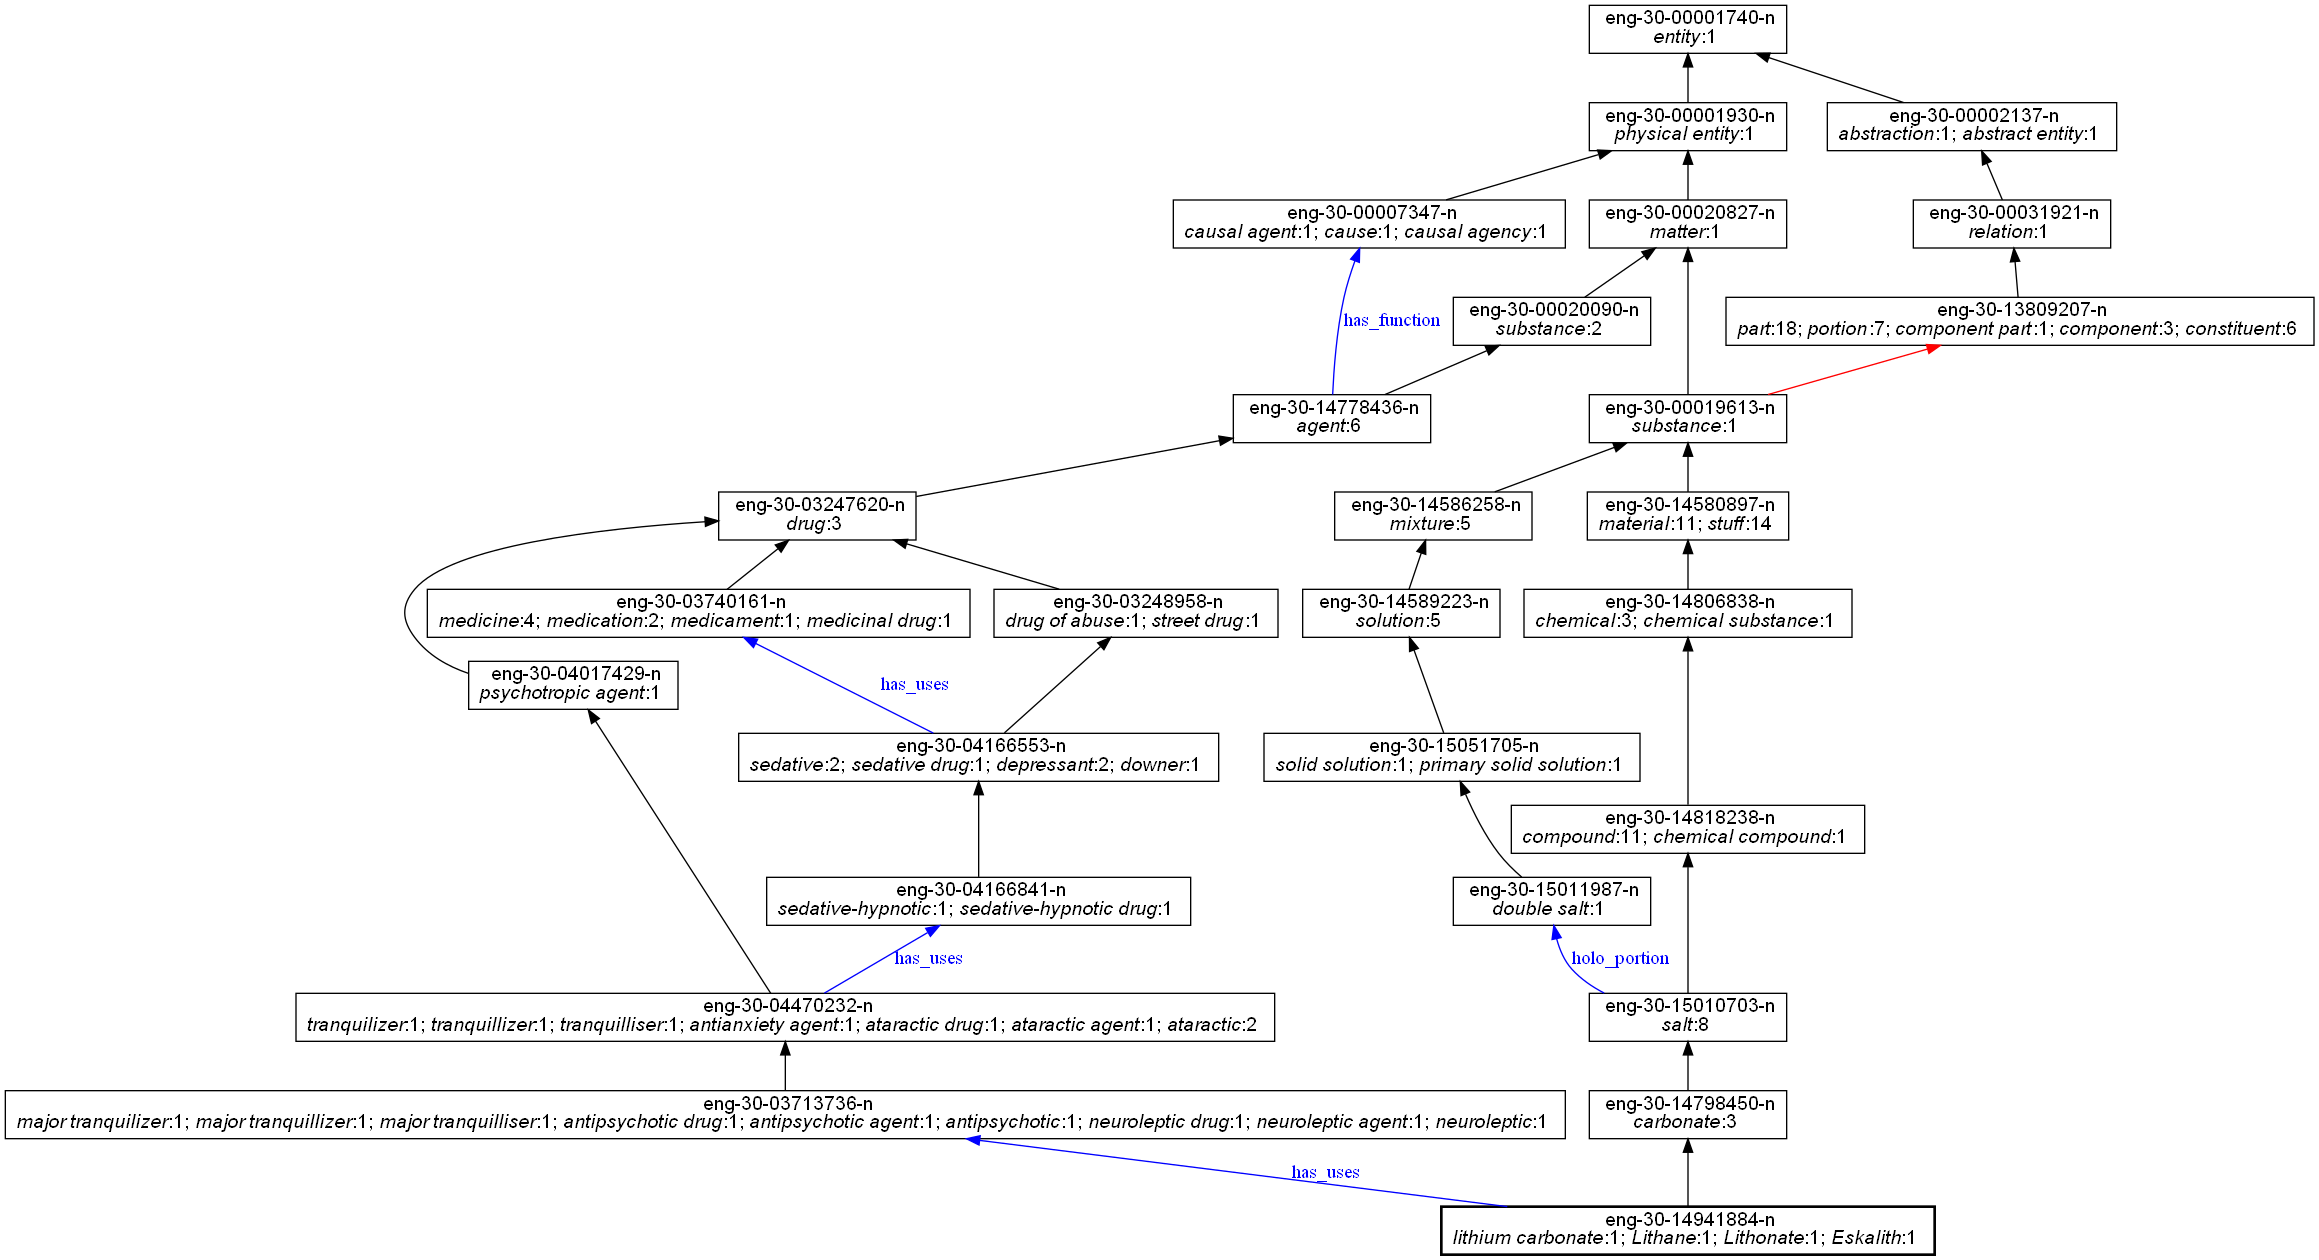 eng-30-00001740-n
entity:1
eng-30-00001930-n
physical entity:1
eng-30-00002137-n
abstraction:1; abstract entity:1
eng-30-00007347-n
causal agent:1; cause:1; causal agency:1
eng-30-00020827-n
matter:1
eng-30-00031921-n
relation:1
has_function
eng-30-00020090-n
substance:2
eng-30-13809207-n
part:18; portion:7; component part:1; component:3; constituent:6
eng-30-14778436-n
agent:6
eng-30-00019613-n
substance:1
eng-30-03247620-n
drug:3
eng-30-14586258-n
mixture:5
eng-30-14580897-n
material:11; stuff:14
eng-30-03740161-n
medicine:4; medication:2; medicament:1; medicinal drug:1
eng-30-03248958-n
drug of abuse:1; street drug:1
eng-30-14589223-n
solution:5
eng-30-14806838-n
chemical:3; chemical substance:1
eng-30-04017429-n
psychotropic agent:1
has_uses
eng-30-04166553-n
sedative:2; sedative drug:1; depressant:2; downer:1
eng-30-15051705-n
solid solution:1; primary solid solution:1
eng-30-14818238-n
compound:11; chemical compound:1
eng-30-04166841-n
sedative-hypnotic:1; sedative-hypnotic drug:1
eng-30-15011987-n
double salt:1
has_uses
holo_portion
eng-30-04470232-n
tranquilizer:1; tranquillizer:1; tranquilliser:1; antianxiety agent:1; ataractic drug:1; ataractic agent:1; ataractic:2
eng-30-15010703-n
salt:8
eng-30-03713736-n
major tranquilizer:1; major tranquillizer:1; major tranquilliser:1; antipsychotic drug:1; antipsychotic agent:1; antipsychotic:1; neuroleptic drug:1; neuroleptic agent:1; neuroleptic:1
eng-30-14798450-n
carbonate:3
has_uses
eng-30-14941884-n
lithium carbonate:1; Lithane:1; Lithonate:1; Eskalith:1